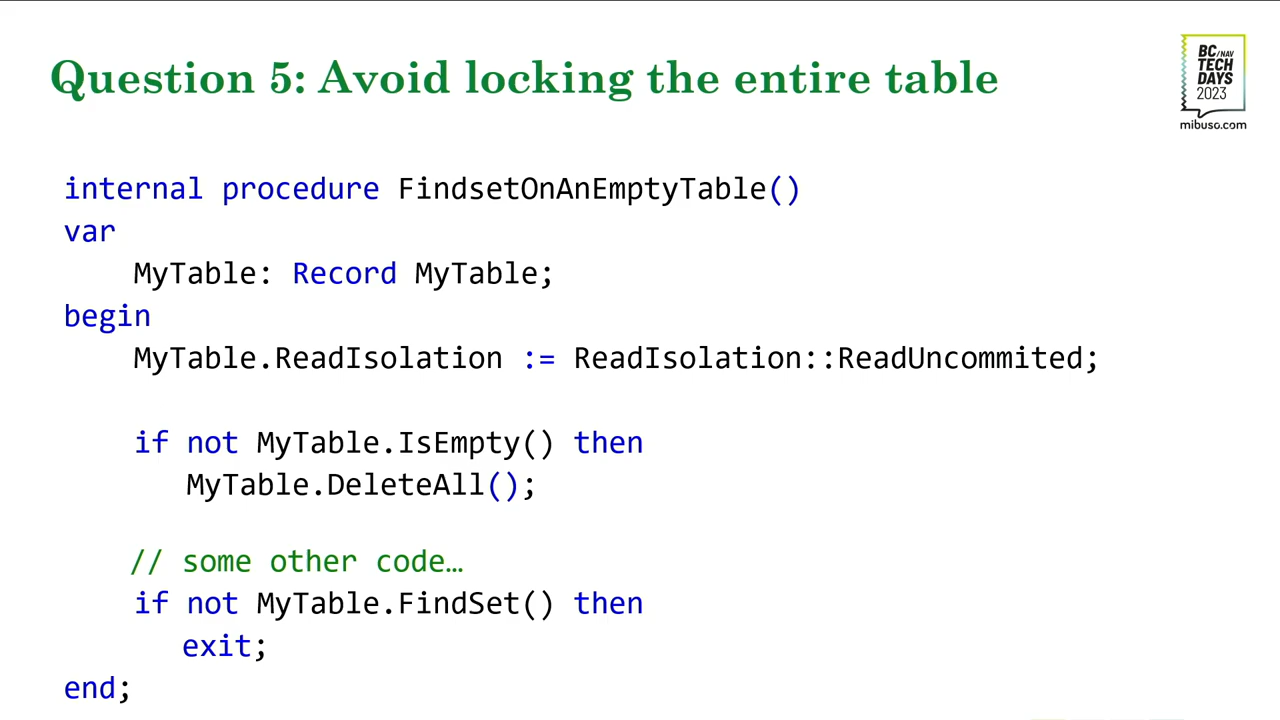 Question 5: Avoid locking the entire table
BC/NAV
TECH
DAYS
2023
mibuso.com
internal procedure FindsetOnAnEmptyTable()
var
    MyTable: Record MyTable;
begin
    MyTable.ReadIsolation := ReadIsolation::ReadUncommited;
    if not MyTable.IsEmpty() then
       MyTable.DeleteAll();
    // some other code…
    if not MyTable.FindSet() then
       exit;
end;